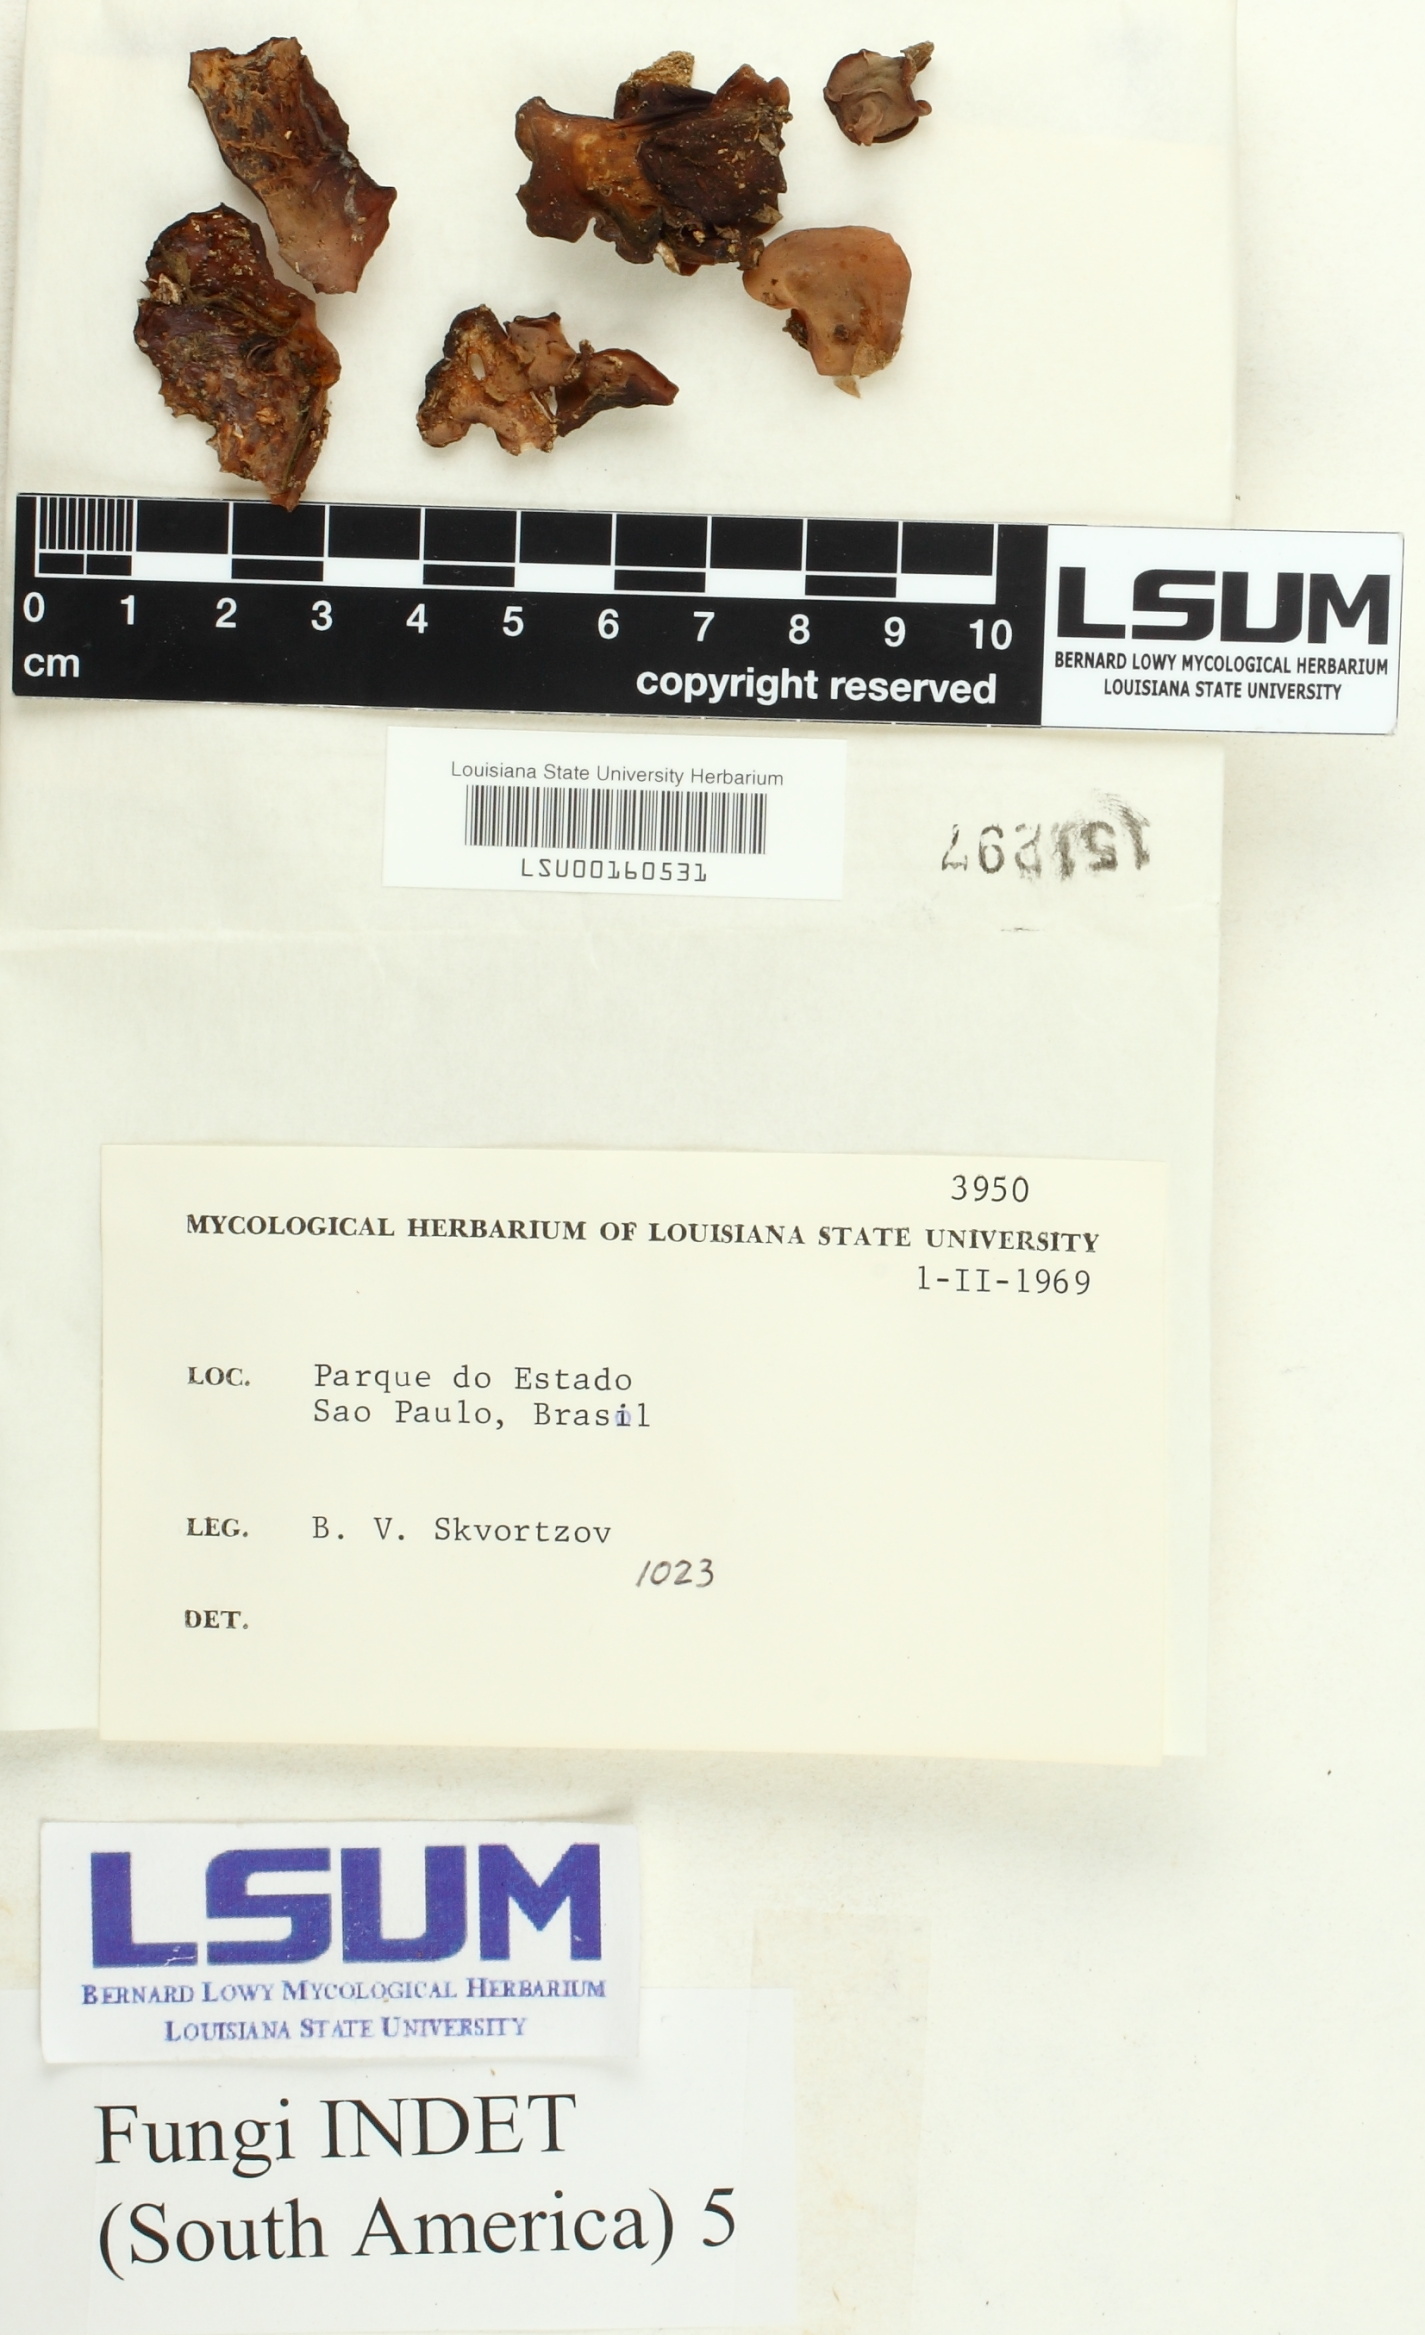 0 1 2 3 4 5 6 7 8 9 10
cm
copyright reserved
LSUM
BERNARD LOWY MYCOLOGICAL HERBARIUM
LOUISIANA STATE UNIVERSITY
Louisiana State University Herbarium
LSU00160531
3950
MYCOLOGICAL HERBARIUM OF LOUISIANA STATE UNIVERSITY
1-II-1969
LOC. Parque do Estado
Sao Paulo, Brasil
LEG. B. V. Skvortzov
1023
DET.
LSUM
BERNARD LOWY MYCOLOGICAL HERBARIUM
LOUISIANA STATE UNIVERSITY
Fungi INDET
(South America) 5